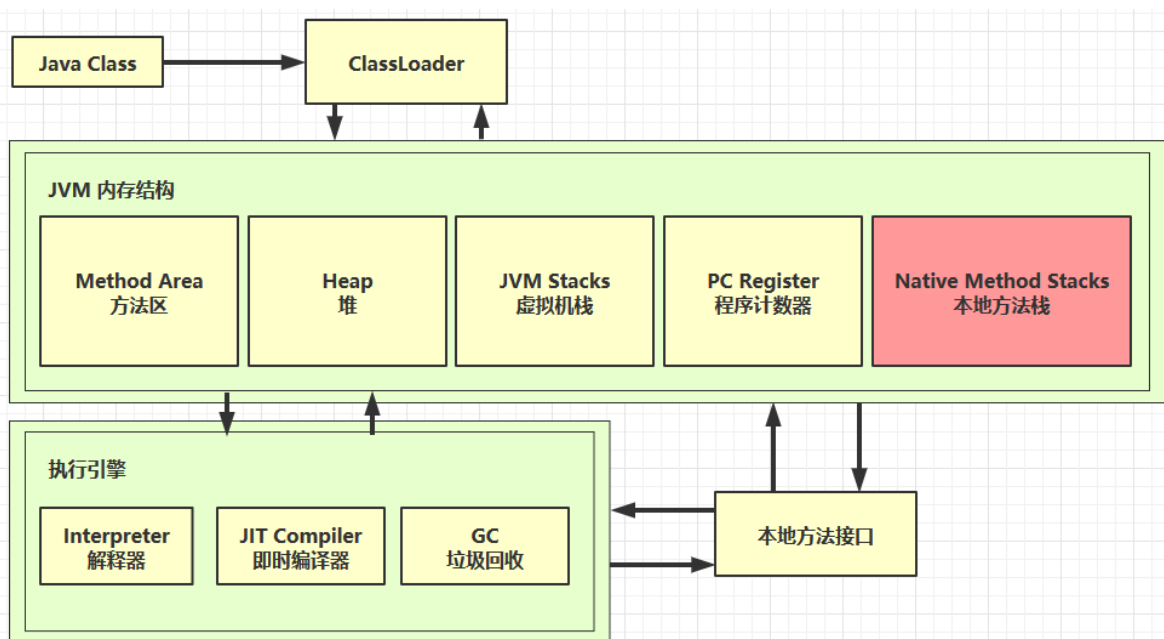 Java Class
ClassLoader
JVM 内存结构
Method Area
方法区
Heap
堆
JVM Stacks
虚拟机栈
PC Register
程序计数器
Native Method Stacks
本地方法栈
执行引擎
Interpreter
解释器
JIT Compiler
即时编译器
GC
垃圾回收
本地方法接口